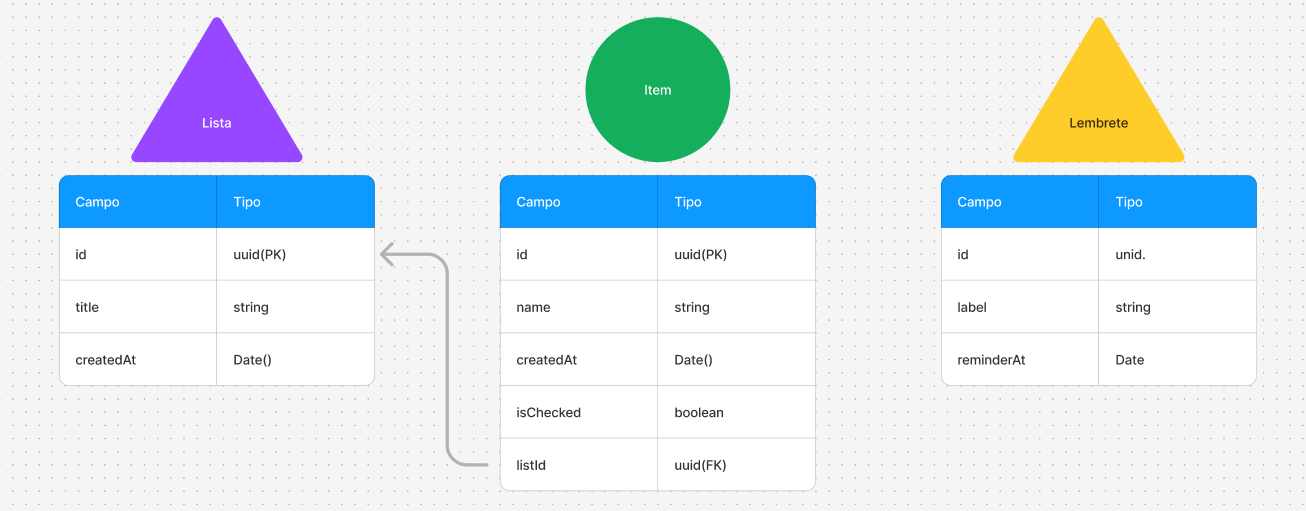 Lista
Campo Tipo
id uuid(PK)
title string
createdAt Date()
Item
Campo Tipo
id uuid(PK)
name string
createdAt Date()
isChecked boolean
listId uuid(FK)
Lembrete
Campo Tipo
id unid.
label string
reminderAt Date